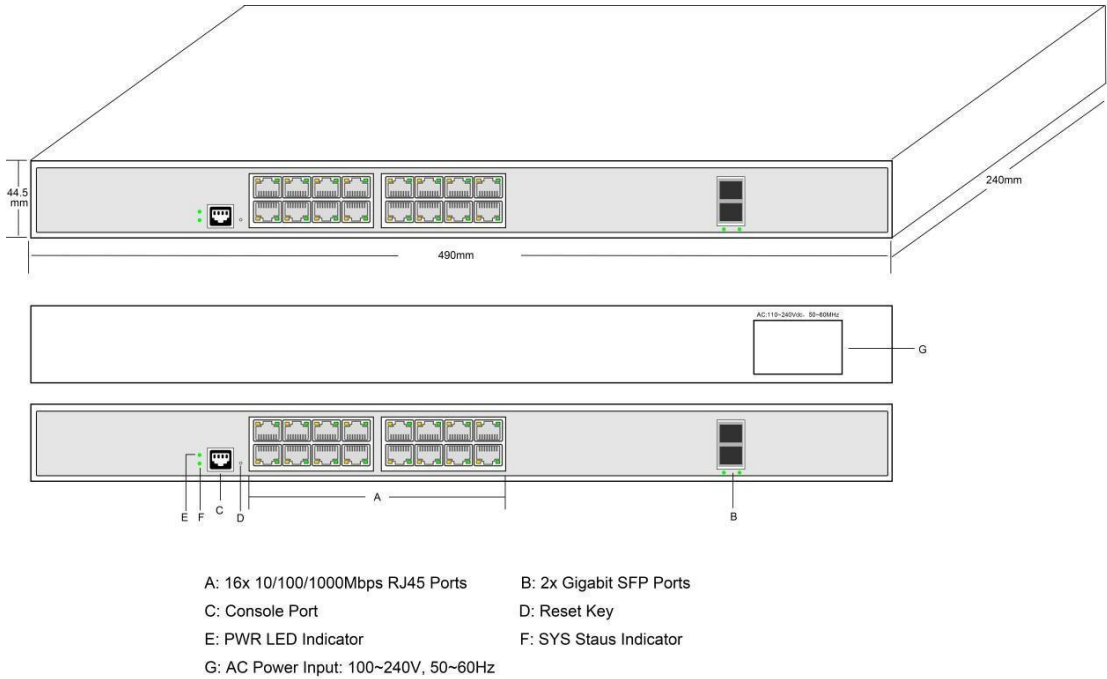 44.5
mm
240mm
490mm
AC:110~240Vdc, 50~60MHz
G
E
F
C
D
A
B
A: 16x 10/100/1000Mbps RJ45 Ports
B: 2x Gigabit SFP Ports
C: Console Port
D: Reset Key
E: PWR LED Indicator
F: SYS Staus Indicator
G: AC Power Input: 100~240V, 50~60Hz